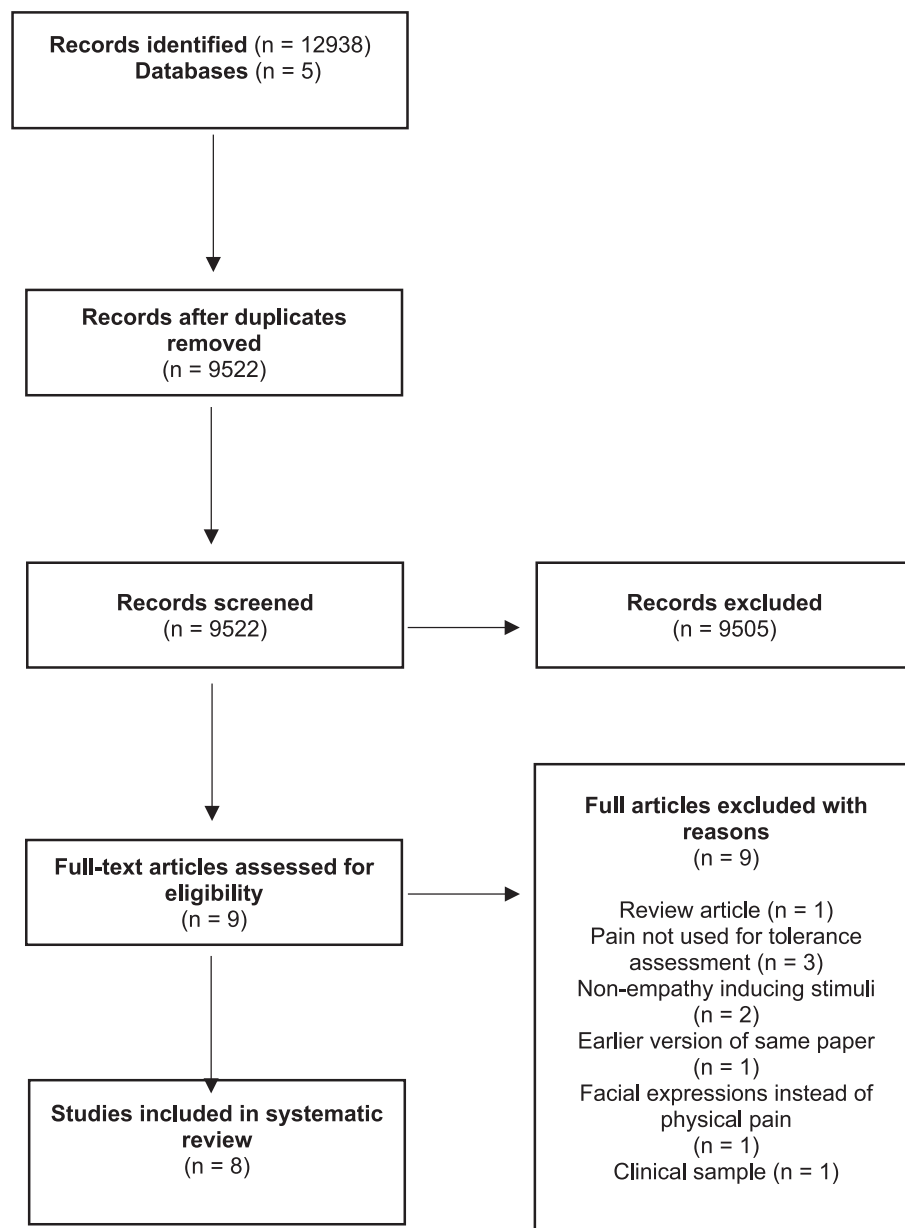 Records identified (n = 12938)
Databases (n = 5)
Records after duplicates
removed
(n = 9522)
Records screened
(n = 9522)
Records excluded
(n = 9505)
Full-text articles assessed for
eligibility
(n = 9)
Full articles excluded with
reasons
(n = 9)
Review article (n = 1)
Pain not used for tolerance
assessment (n = 3)
Non-empathy inducing stimuli
(n = 2)
Earlier version of same paper
(n = 1)
Facial expressions instead of
physical pain
(n = 1)
Clinical sample (n = 1)
Studies included in systematic
review
(n = 8)